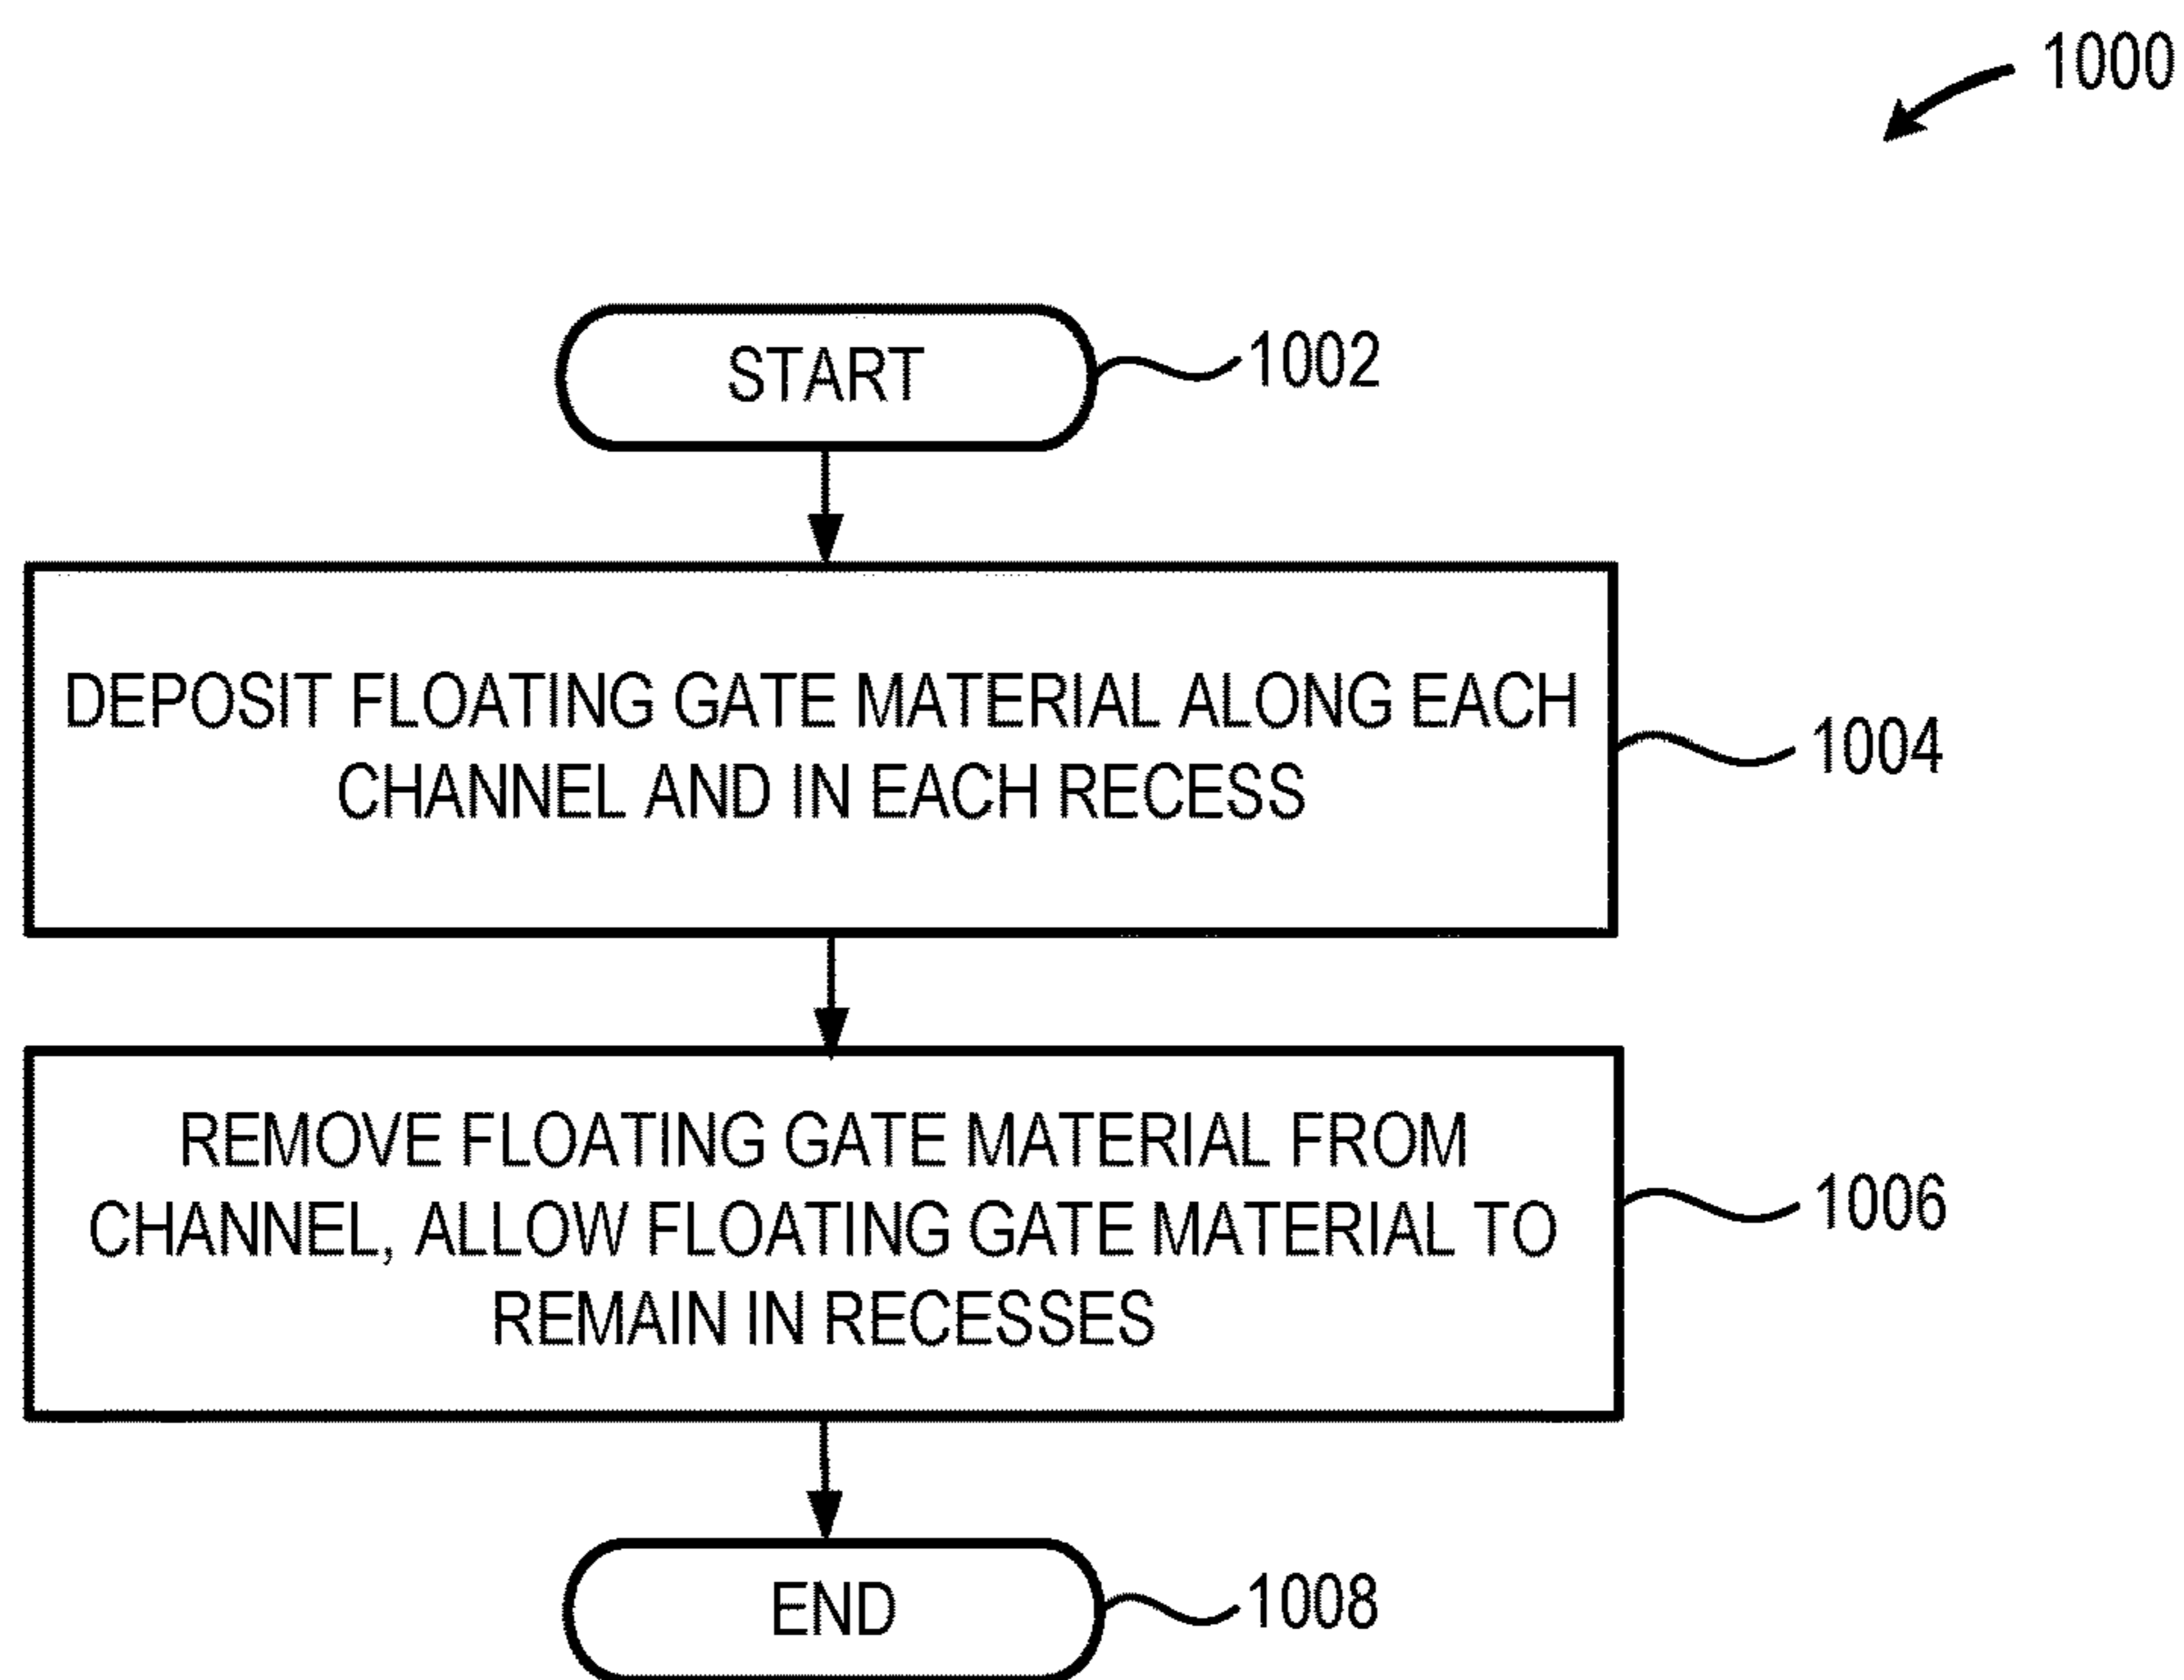 1000
START
1002
DEPOSIT FLOATING GATE MATERIAL ALONG EACH
CHANNEL AND IN EACH RECESS
1004
REMOVE FLOATING GATE MATERIAL FROM
CHANNEL, ALLOW FLOATING GATE MATERIAL TO
REMAIN IN RECESSES
1006
END
1008